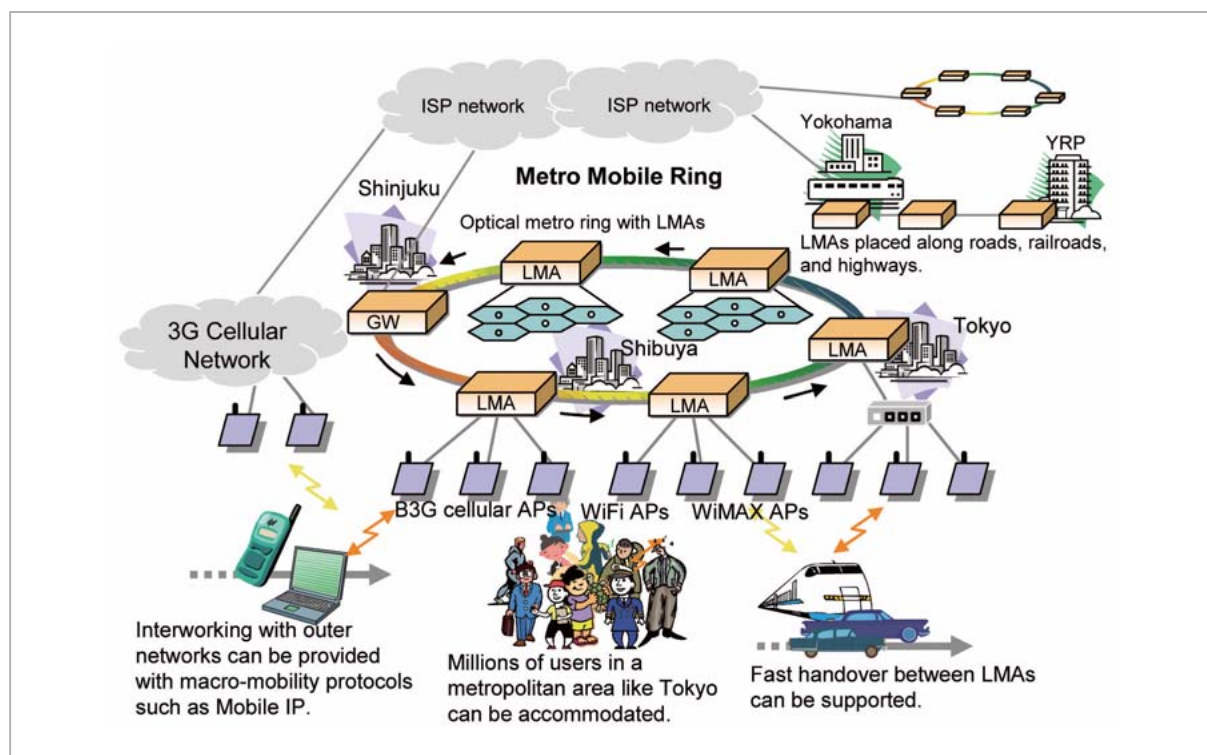 ISP network
ISP network
Yokohama
YRP
Metro Mobile Ring
Shinjuku
Optical metro ring with LMAs
LMAs placed along roads, railroads,
and highways.
LMA
LMA
GW
3G Cellular
Network
Shibuya
LMA
Tokyo
LMA
LMA
B3G cellular APs
WiFi APs
WiMAX APs
Interworking with outer
networks can be provided
with macro-mobility protocols
such as Mobile IP.
Millions of users in a
metropolitan area like Tokyo
can be accommodated.
Fast handover between LMAs
can be supported.